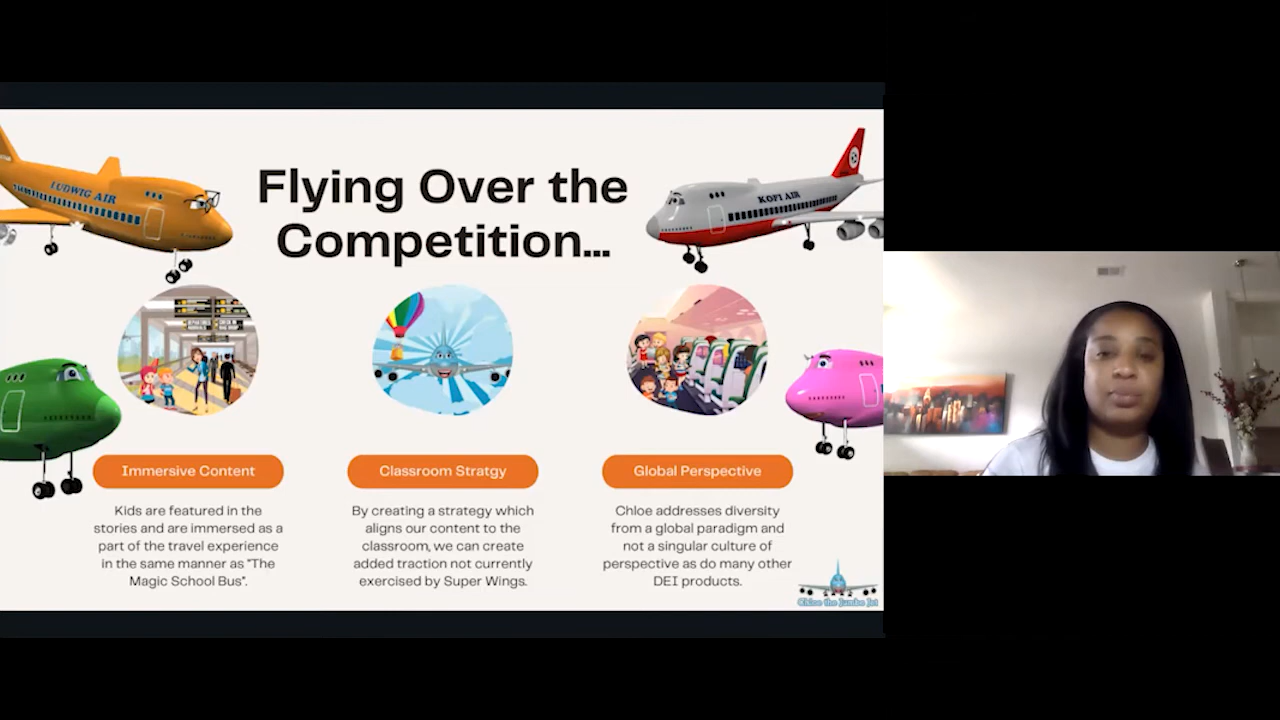 Flying Over the
Competition...
LUDWIG AIR
KOFI AIR
Immersive Content
Kids are featured in the
stories and are immersed as a
part of the travel experience
in the same manner as "The
Magic School Bus".
Classroom Stratgy
By creating a strategy which
aligns our content to the
classroom, we can create
added traction not currently
exercised by Super Wings.
Global Perspective
Chloe addresses diversity
from a global paradigm and
not a singular culture of
perspective as do many other
DEI products.
Chloe the Jumbo Jet